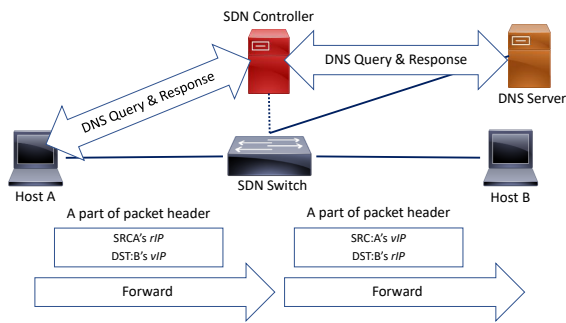 SDN Controller
DNS Query & Response
DNS Query & Response
DNS Server
Host A
SDN Switch
Host B
A part of packet header
A part of packet header
SRCA's rIP
DST:B's vIP
SRC:A's vIP
DST:B's rIP
Forward
Forward